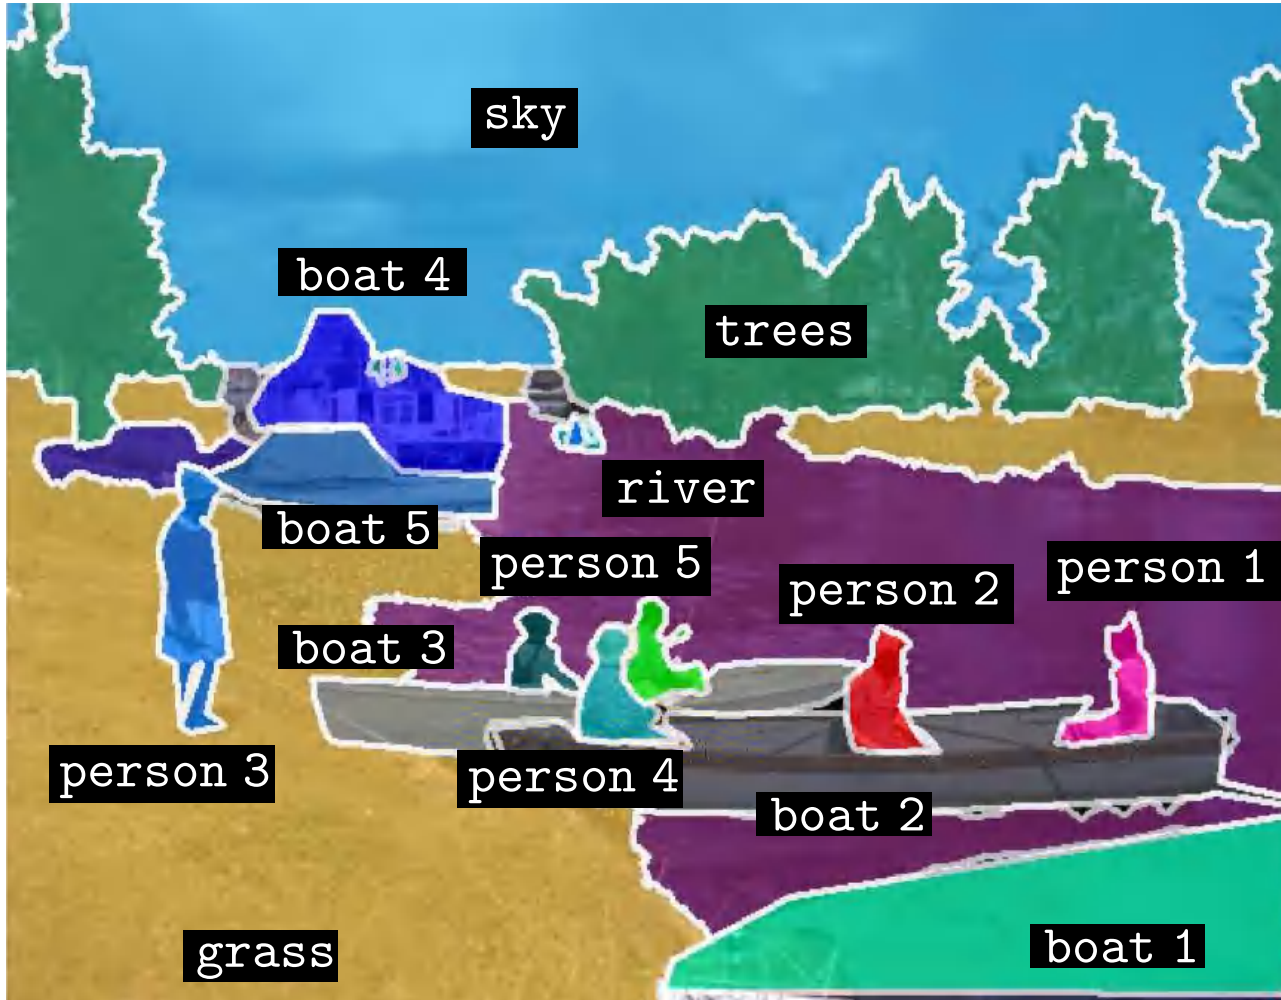 sky
boat 4
trees
river
boat 5
person 5
person 2
person 1
boat 3
person 3
person 4
boat 2
grass
boat 1